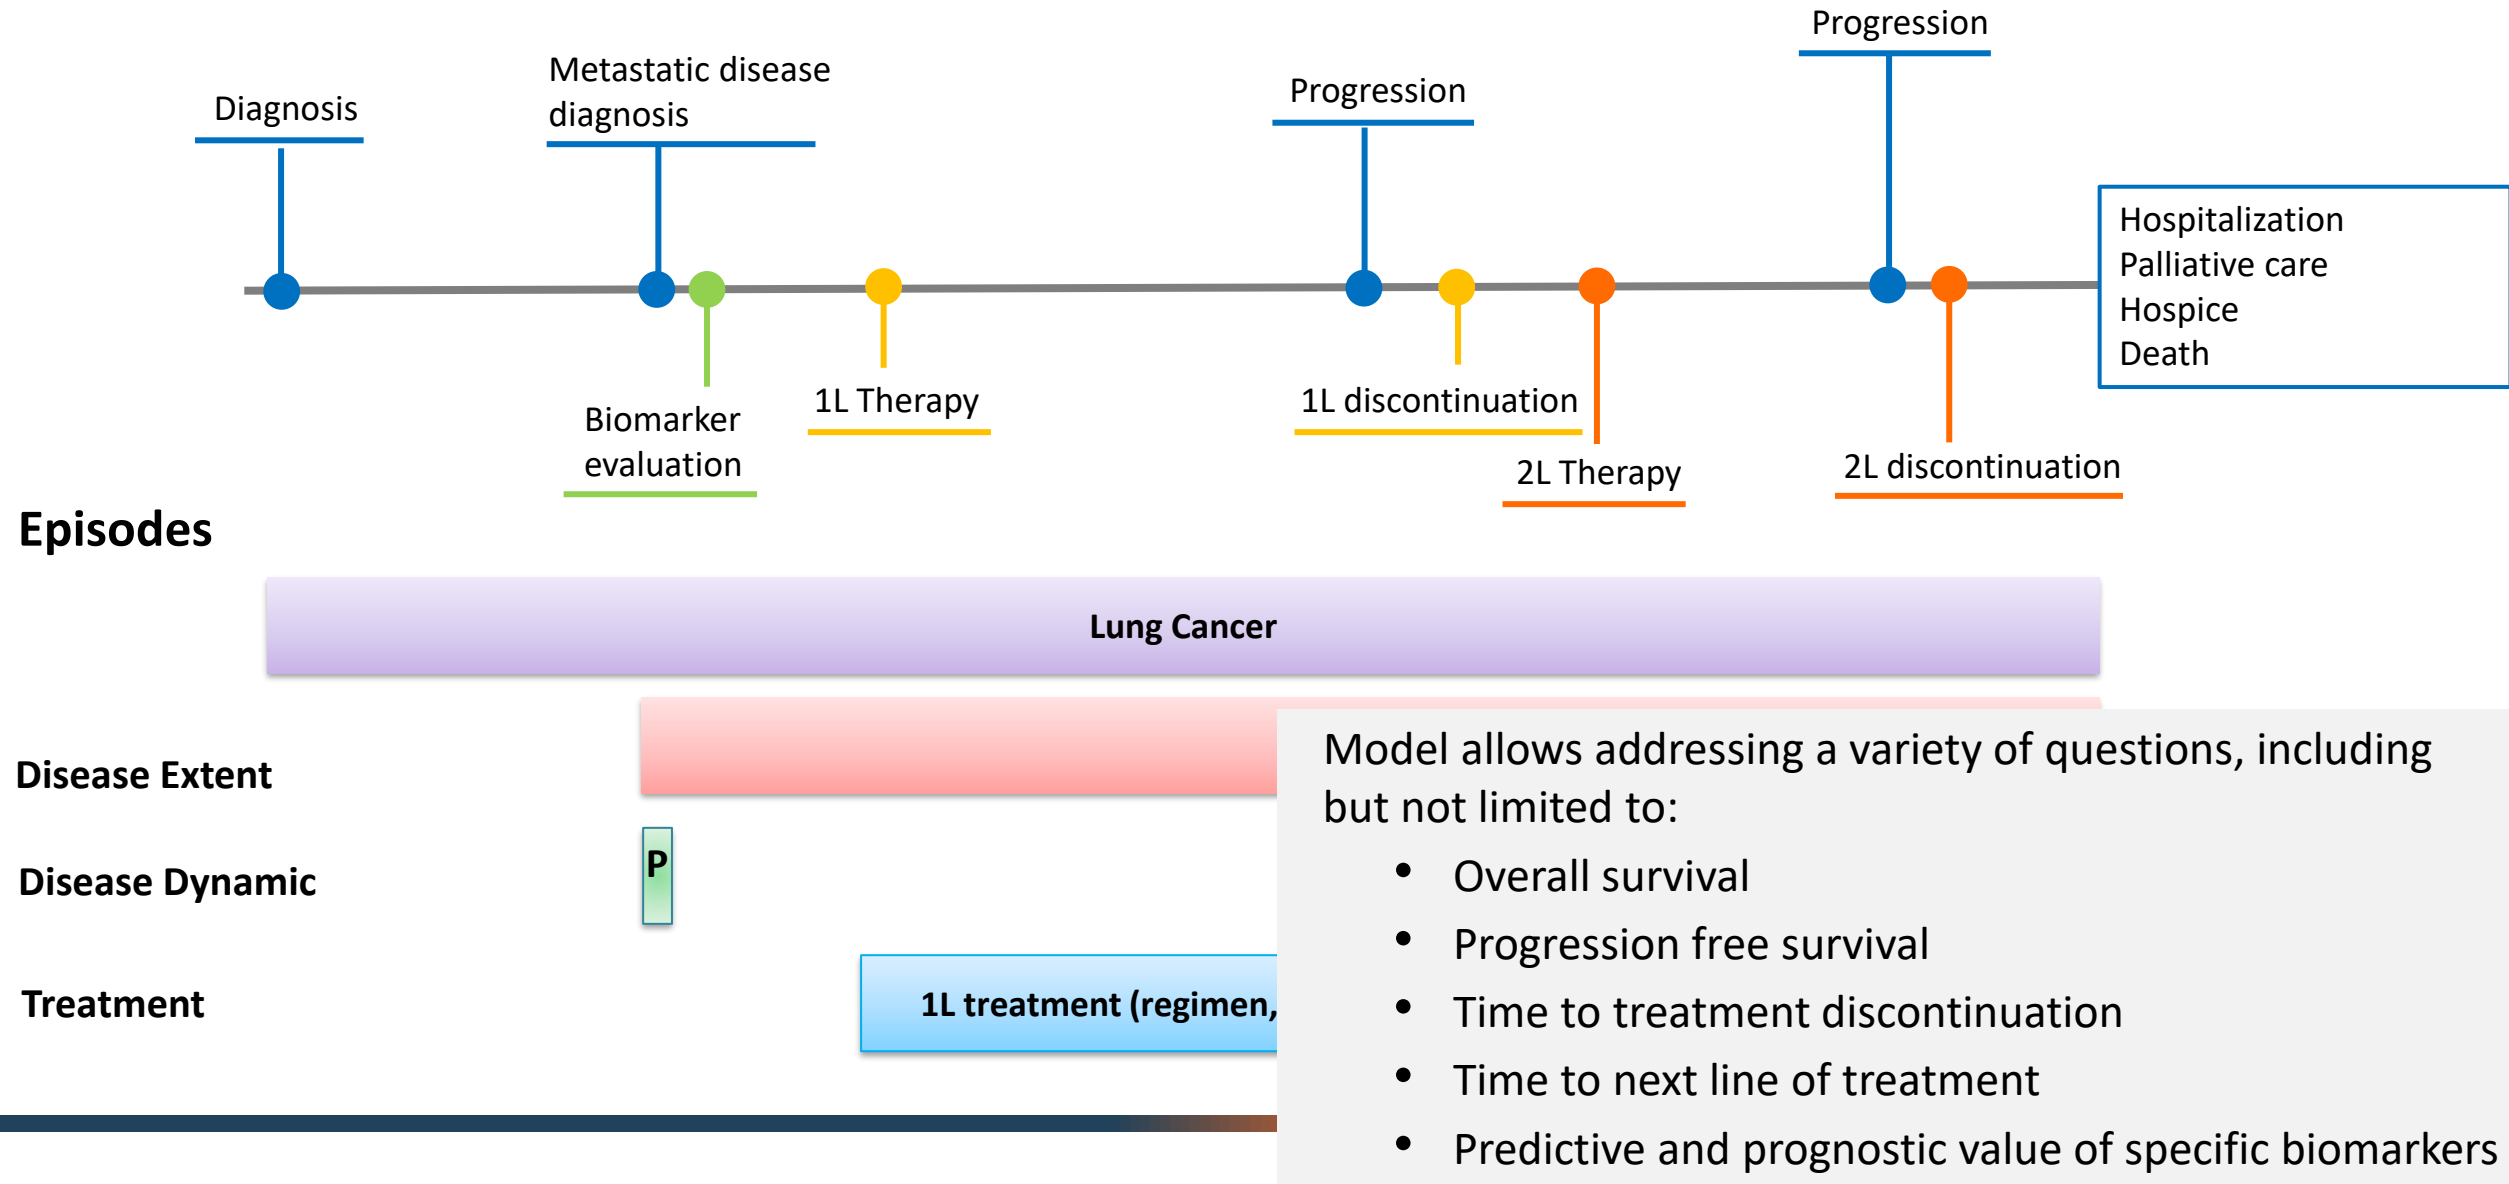 Progression
Metastatic disease
diagnosis
Diagnosis
Progression
Hospitalization
Palliative care
Hospice
Death
Biomarker
evaluation
1L Therapy
1L discontinuation
2L Therapy
2L discontinuation
Episodes
Lung Cancer
Disease Extent
Disease Dynamic
P
Treatment
1L treatment (regimen,
Model allows addressing a variety of questions, including
but not limited to:
• Overall survival
• Progression free survival
• Time to treatment discontinuation
• Time to next line of treatment
• Predictive and prognostic value of specific biomarkers